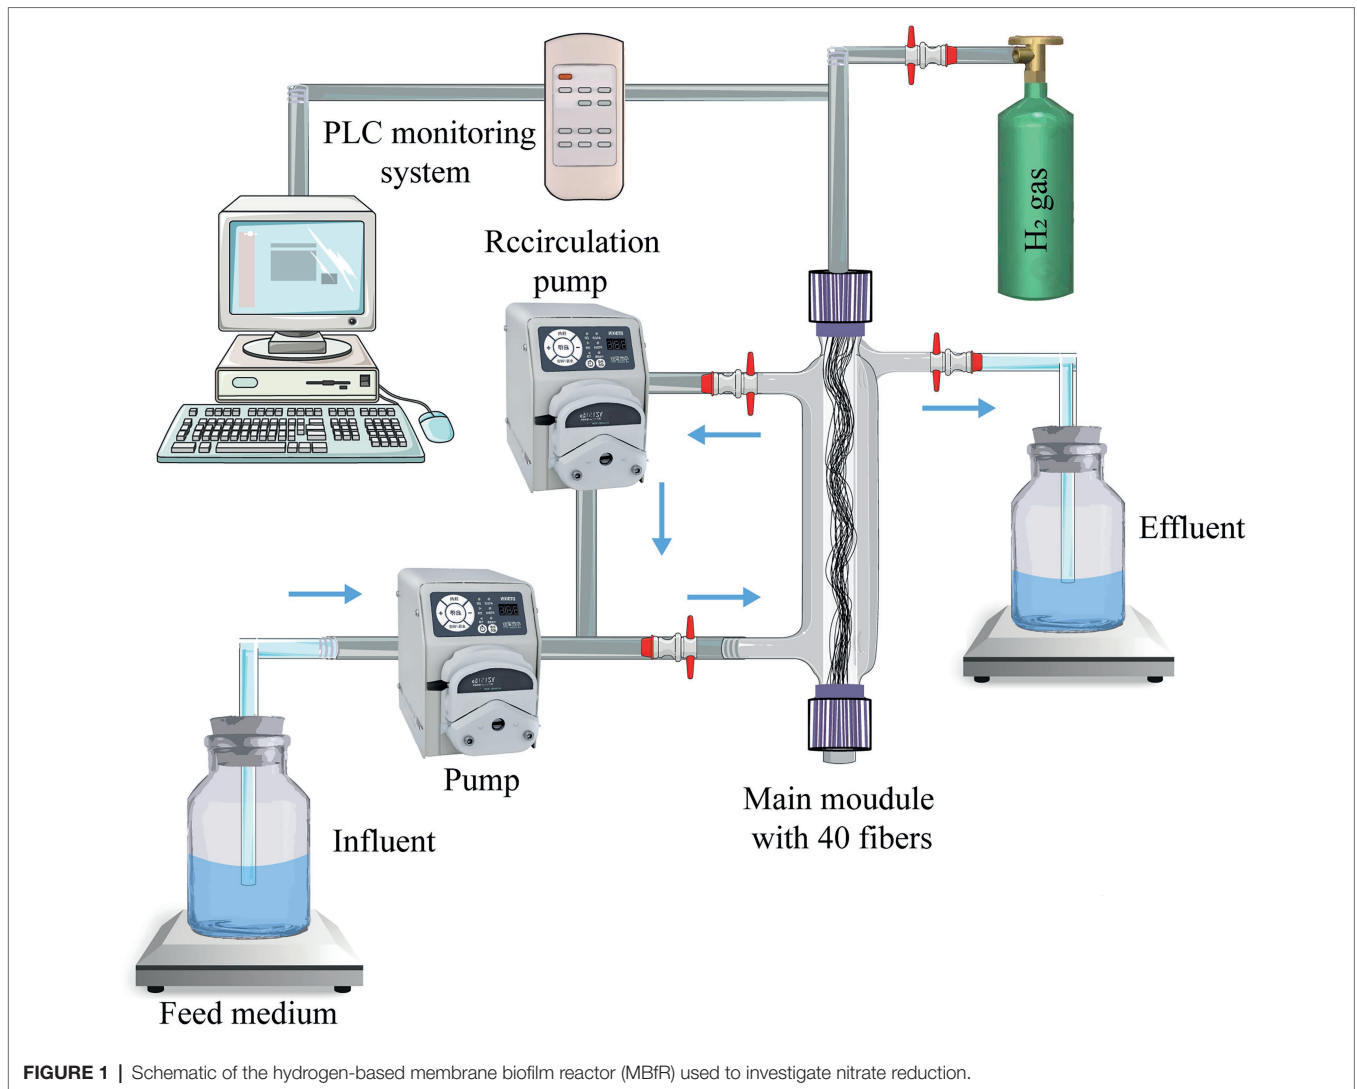 PLC monitoring
system
H₂ gas
Rccirculation
pump
Effluent
Pump
Main moudule
with 40 fibers
Influent
Feed medium
FIGURE 1 | Schematic of the hydrogen-based membrane biofilm reactor (MBfR) used to investigate nitrate reduction.